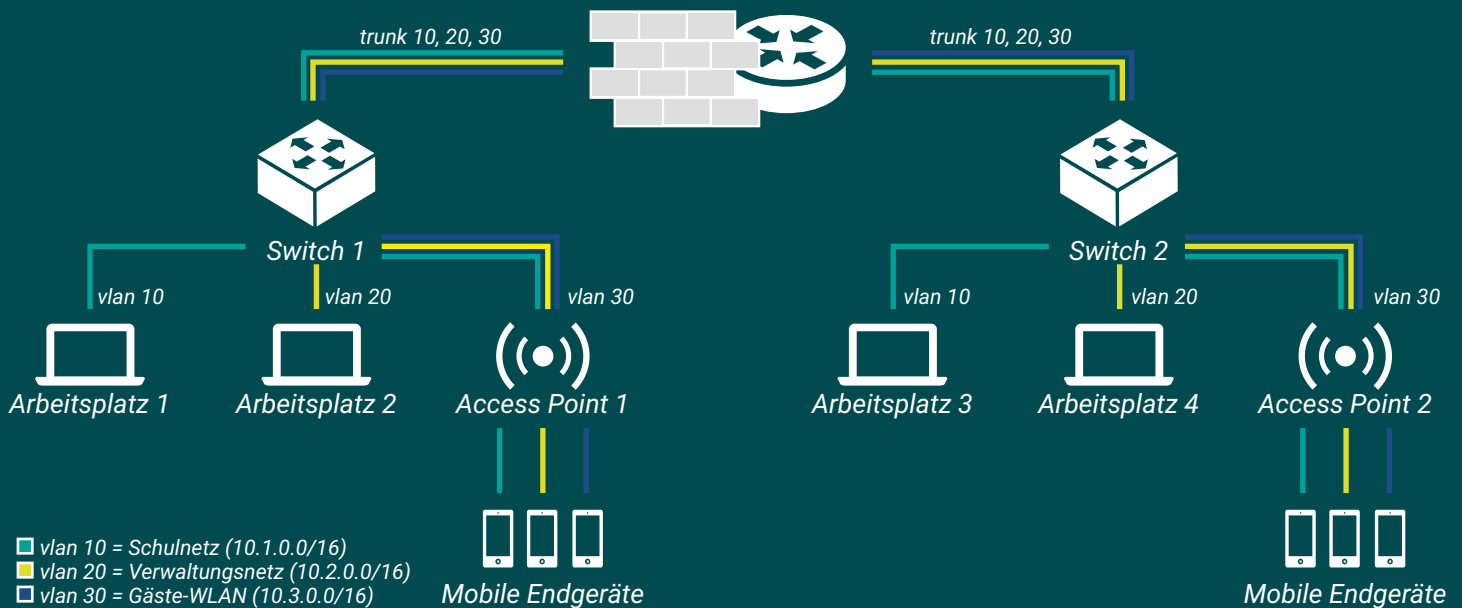 trunk 10, 20, 30
trunk 10, 20, 30
Switch 1
Switch 2
vlan 10
vlan 20
vlan 30
vlan 10
vlan 20
vlan 30
Arbeitsplatz 1
Arbeitsplatz 2
Access Point 1
Arbeitsplatz 3
Arbeitsplatz 4
Access Point 2
vlan 10 = Schulnetz (10.1.0.0/16)
vlan 20 = Verwaltungsnetz (10.2.0.0/16)
vlan 30 = Gäste-WLAN (10.3.0.0/16)
Mobile Endgeräte
Mobile Endgeräte